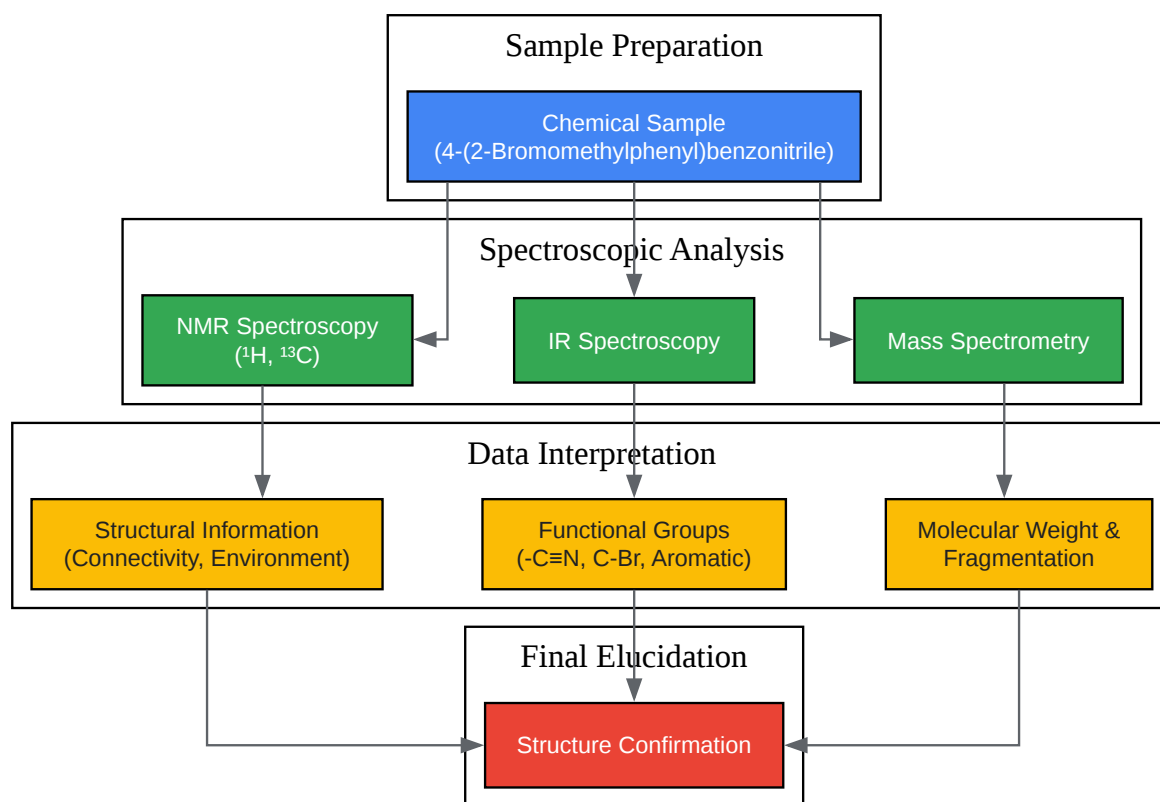 Sample Preparation
Chemical Sample
(4-(2-Bromomethylphenyl)benzonitrile)
Spectroscopic Analysis
NMR Spectroscopy
(¹H, ¹³C)
IR Spectroscopy
Mass Spectrometry
Data Interpretation
Structural Information
(Connectivity, Environment)
Functional Groups
(-C≡N, C-Br, Aromatic)
Molecular Weight &
Fragmentation
Final Elucidation
Structure Confirmation